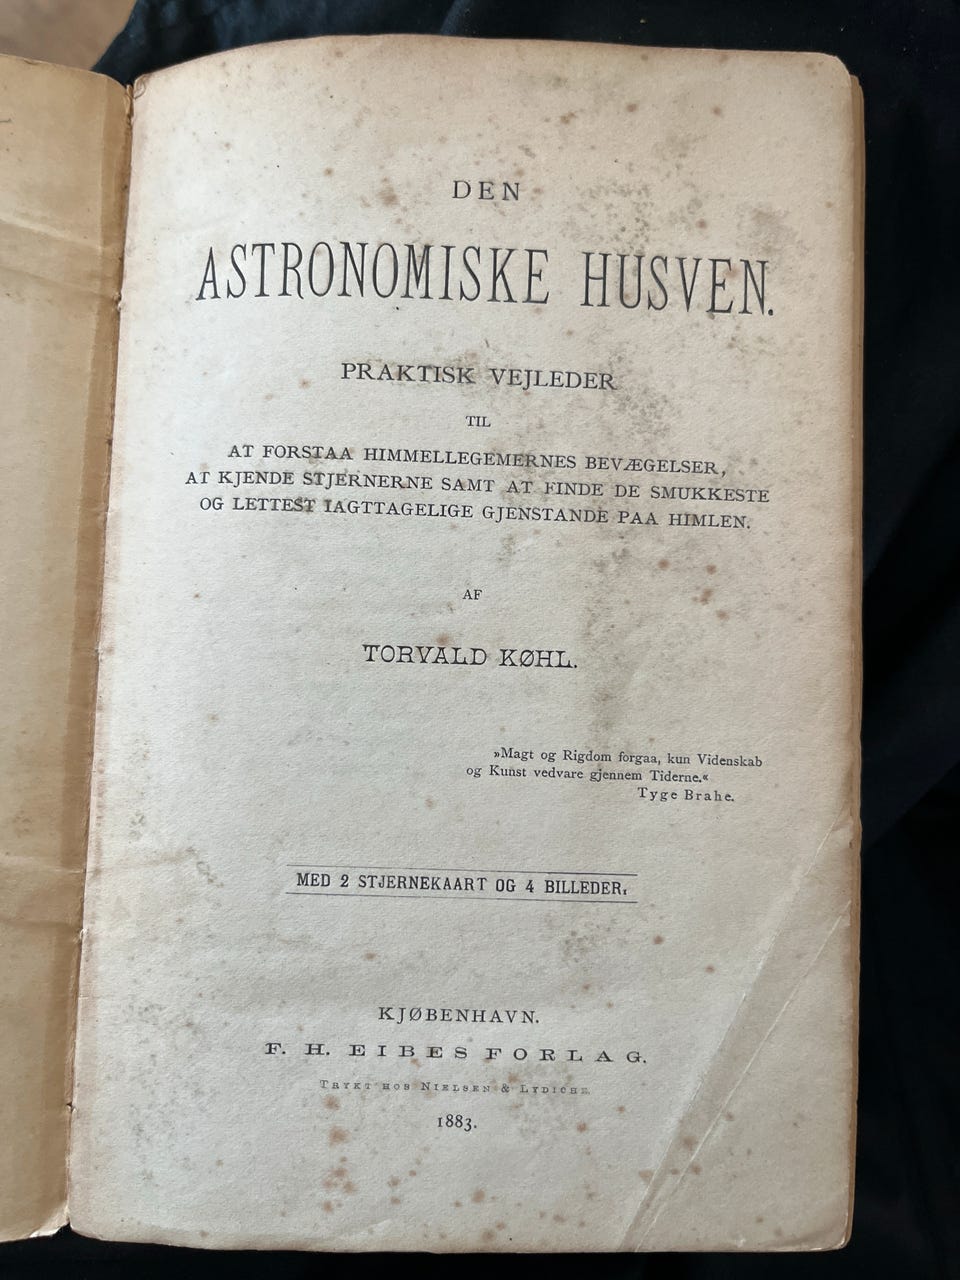 DEN
ASTRONOMISKE HUSVEN.
PRAKTISK VEJLEDER
TIL
AT FORSTAA HIMMELLEGEMERNES BEVÆGELSER,
AT KJENDE STJERNERNE SAMT AT FINDE DE SMUKKESTE
OG LETTEST IAGTTAGELIGE GJENSTANDE PAA HIMLEN.
AF
TORVALD KØHL.
»Magt og Rigdom forgaa, kun Videnskab
og Kunst vedvare gjennem Tiderne.«
Tyge Brahe.
MED 2 STJERNEKAART OG 4 BILLEDER.
KJØBENHAVN.
F. H. EIBES FORLAG.
TRYKT HOS NIELSEN & LYDICHE.
1883.